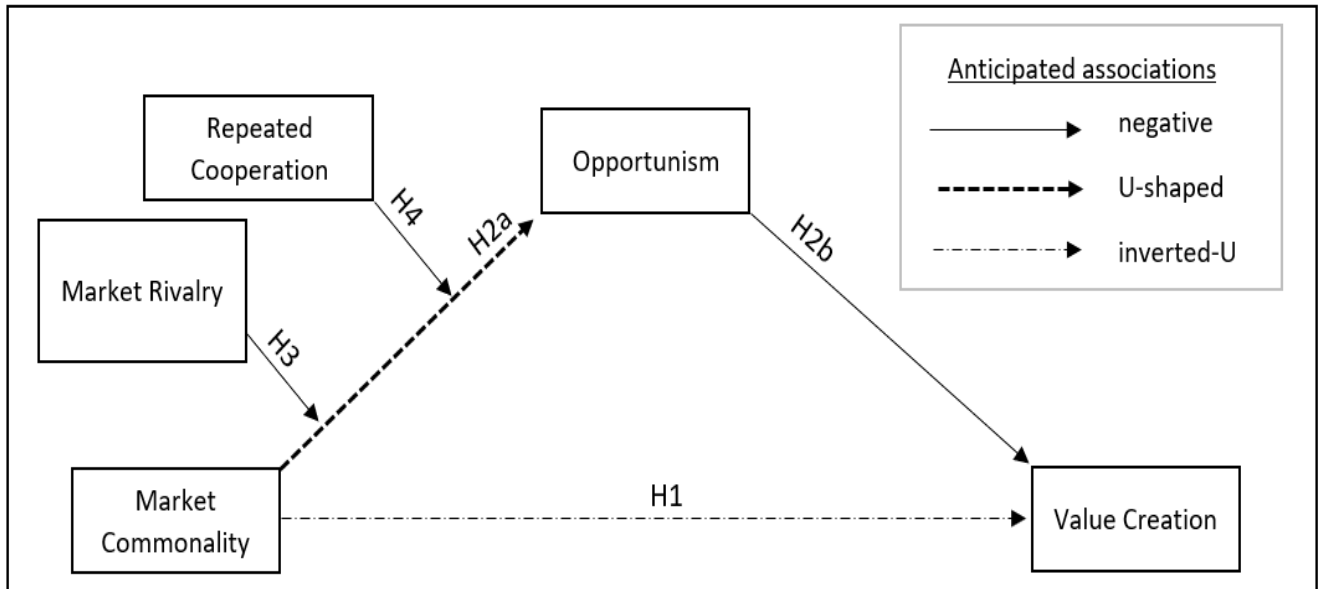 Anticipated associations
negative
U-shaped
inverted-U
Repeated
Cooperation
Opportunism
H4
H2a
H2b
Market Rivalry
H3
Market
Commonality
H1
Value Creation